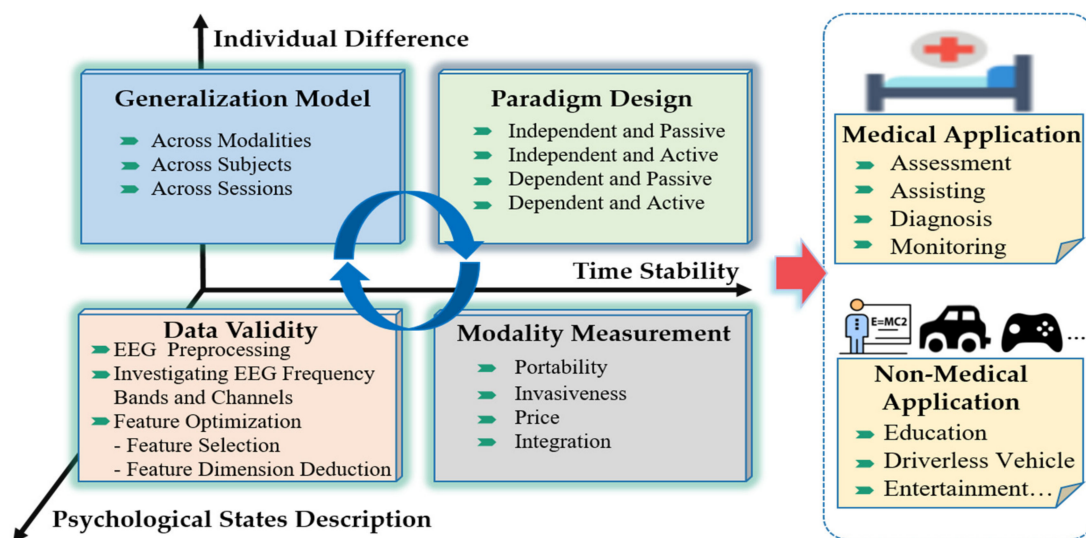 Individual Difference
Generalization Model
Across Modalities
Across Subjects
Across Sessions
Paradigm Design
Independent and Passive
Independent and Active
Dependent and Passive
Dependent and Active
Time Stability
Data Validity
EEG Preprocessing
Investigating EEG Frequency
Bands and Channels
Feature Optimization
- Feature Selection
- Feature Dimension Deduction
Modality Measurement
Portability
Invasiveness
Price
Integration
Psychological States Description
Medical Application
Assessment
Assisting
Diagnosis
Monitoring
E=MC2
...
Non-Medical
Application
Education
Driverless Vehicle
Entertainment…